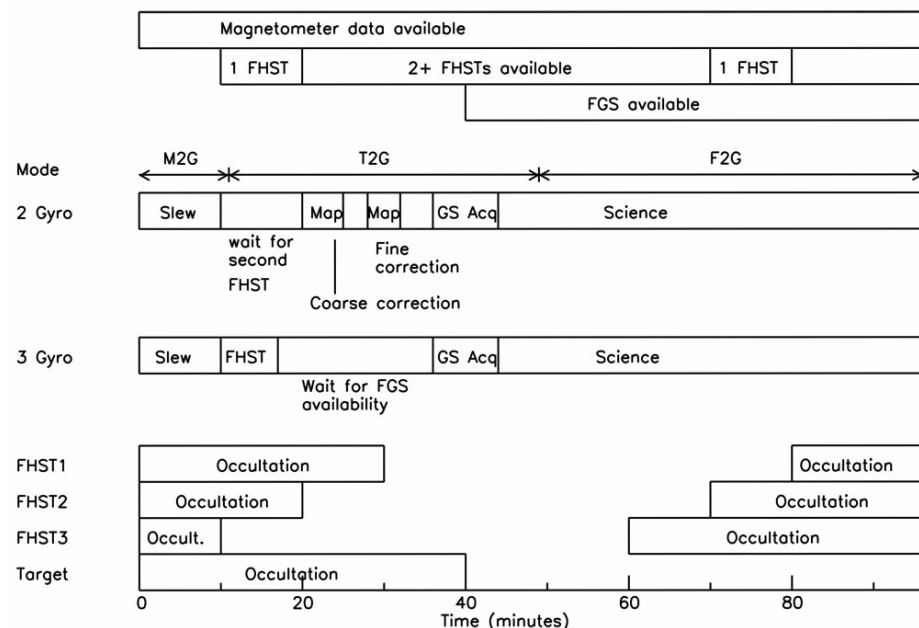 Magnetometer data available
1 FHST 2+ FHSTs available 1 FHST
FGS available
Mode M2G T2G F2G
2 Gyro Slew Map Map GS Acq Science
wait for
second
FHST
Fine
correction
Coarse correction
3 Gyro Slew FHST GS Acq Science
Wait for FGS
availability
FHST1 Occultation Occultation
FHST2 Occultation Occultation
FHST3 Occult. Occultation
Target Occultation
0 20 40 60 80
Time (minutes)